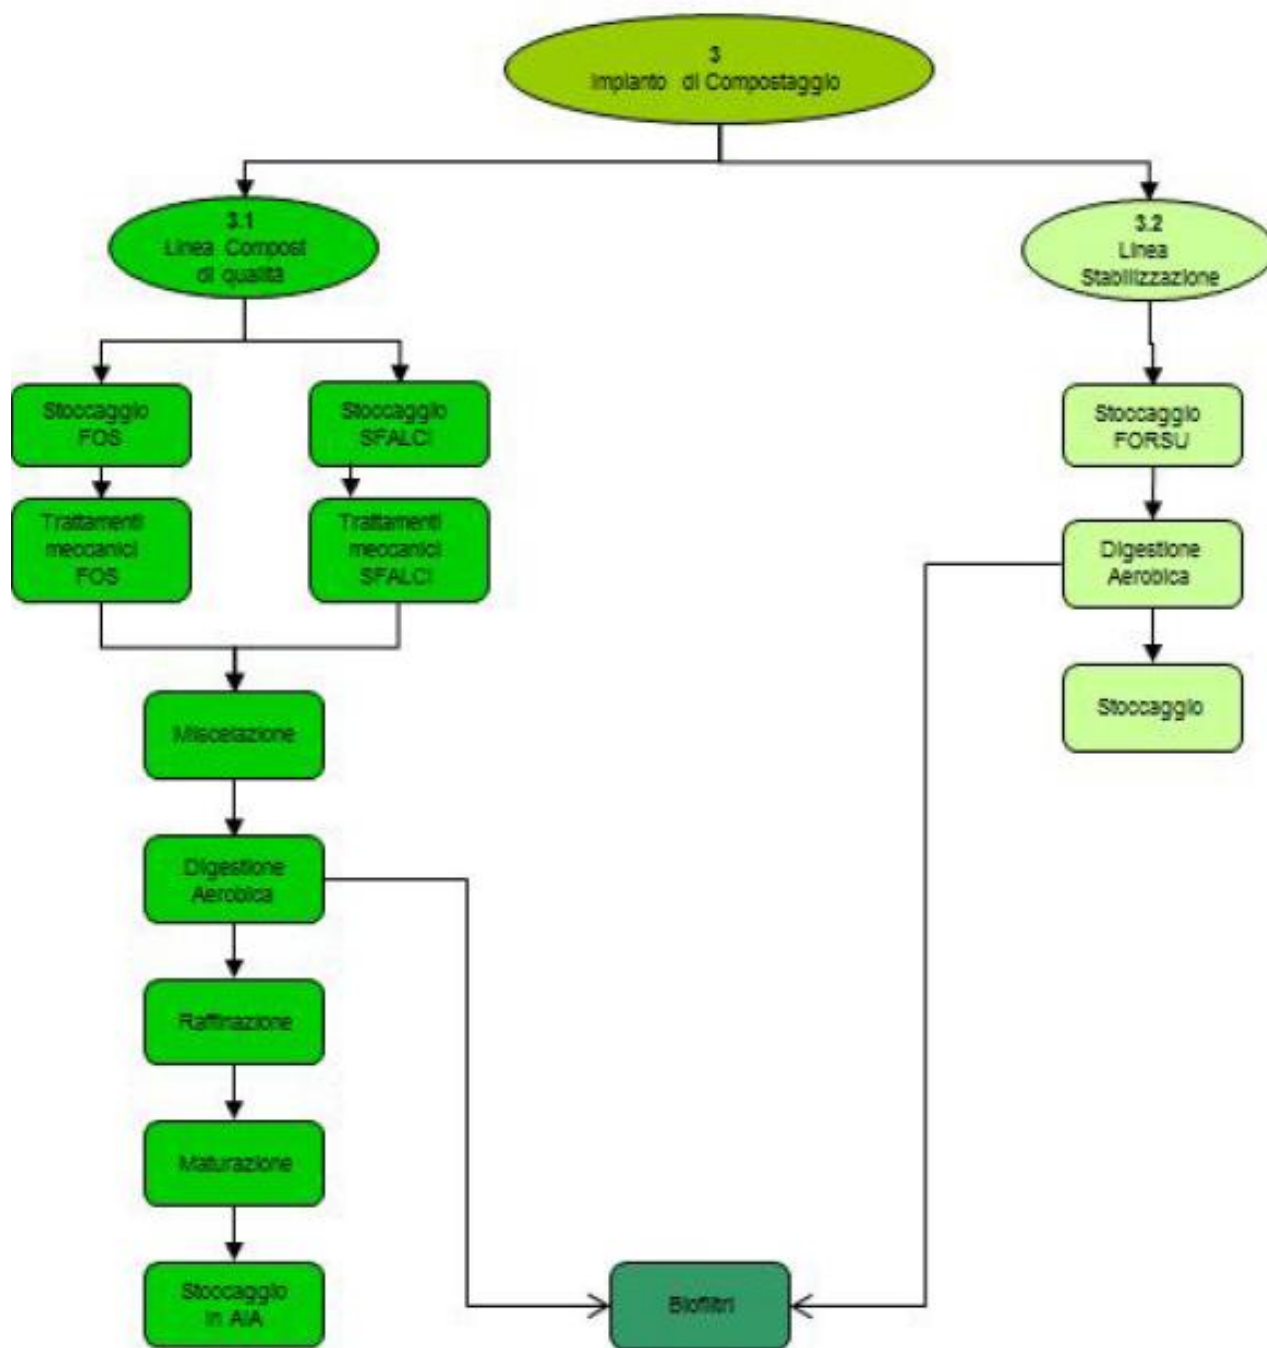 3
Impianto di Compostaggio
3.1
Linea Compost
di qualità
3.2
Linea
Stabilizzazione
Stoccaggio
FOS
Stoccaggio
SFALCI
Stoccaggio
FORSU
Trattamenti
meccanici
FOS
Trattamenti
meccanici
SFALCI
Digestione
Aerobica
Stoccaggio
Miscelazione
Digestione
Aerobica
Raffinazione
Maturazione
Stoccaggio
in AIA
Biofiltri